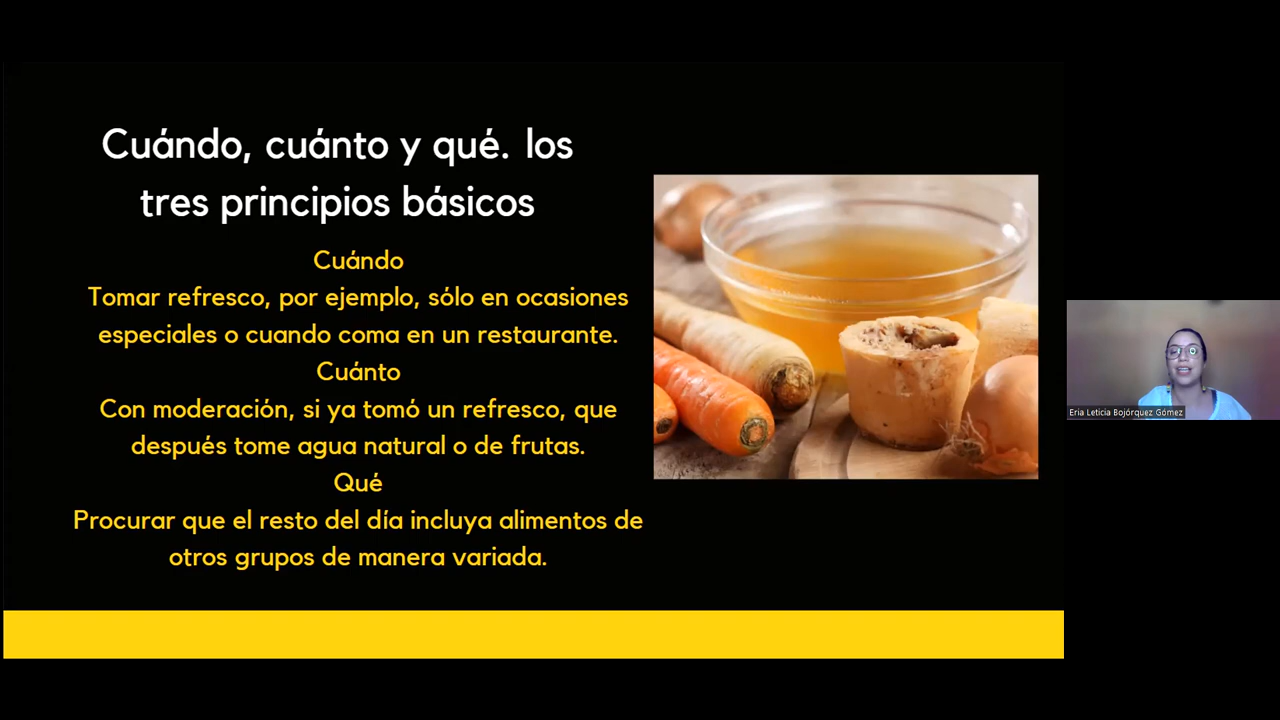 Cuándo, cuánto y qué. los
tres principios básicos
Cuándo
Tomar refresco, por ejemplo, sólo en ocasiones
especiales o cuando coma en un restaurante.
Cuánto
Con moderación, si ya tomó un refresco, que
después tome agua natural o de frutas.
Qué
Procurar que el resto del día incluya alimentos de
otros grupos de manera variada.
Eria Leticia Bojórquez Gómez